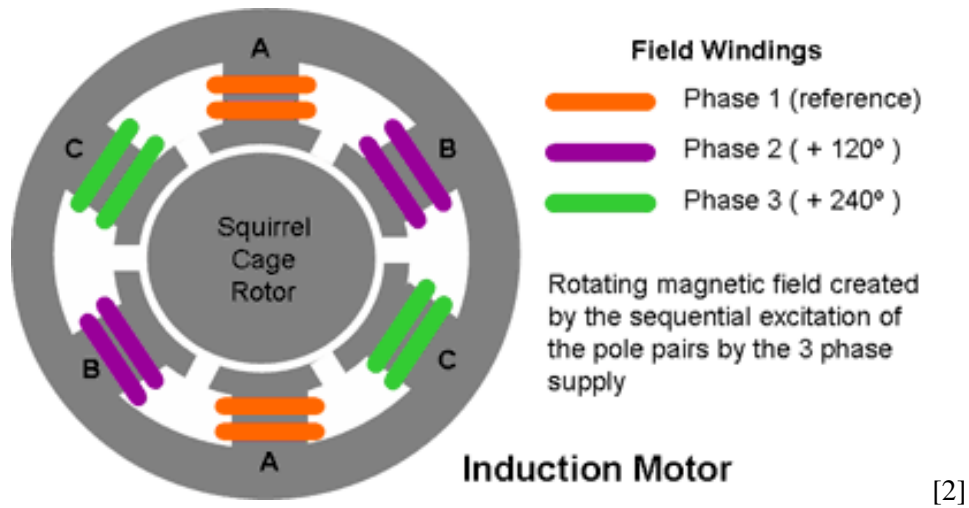 A
Field Windings
Phase 1 (reference)
C
B
Phase 2 ( + 120º )
Phase 3 ( + 240º )
Squirrel
Cage
Rotor
Rotating magnetic field created
by the sequential excitation of
the pole pairs by the 3 phase
supply
B
C
A
Induction Motor
[2]